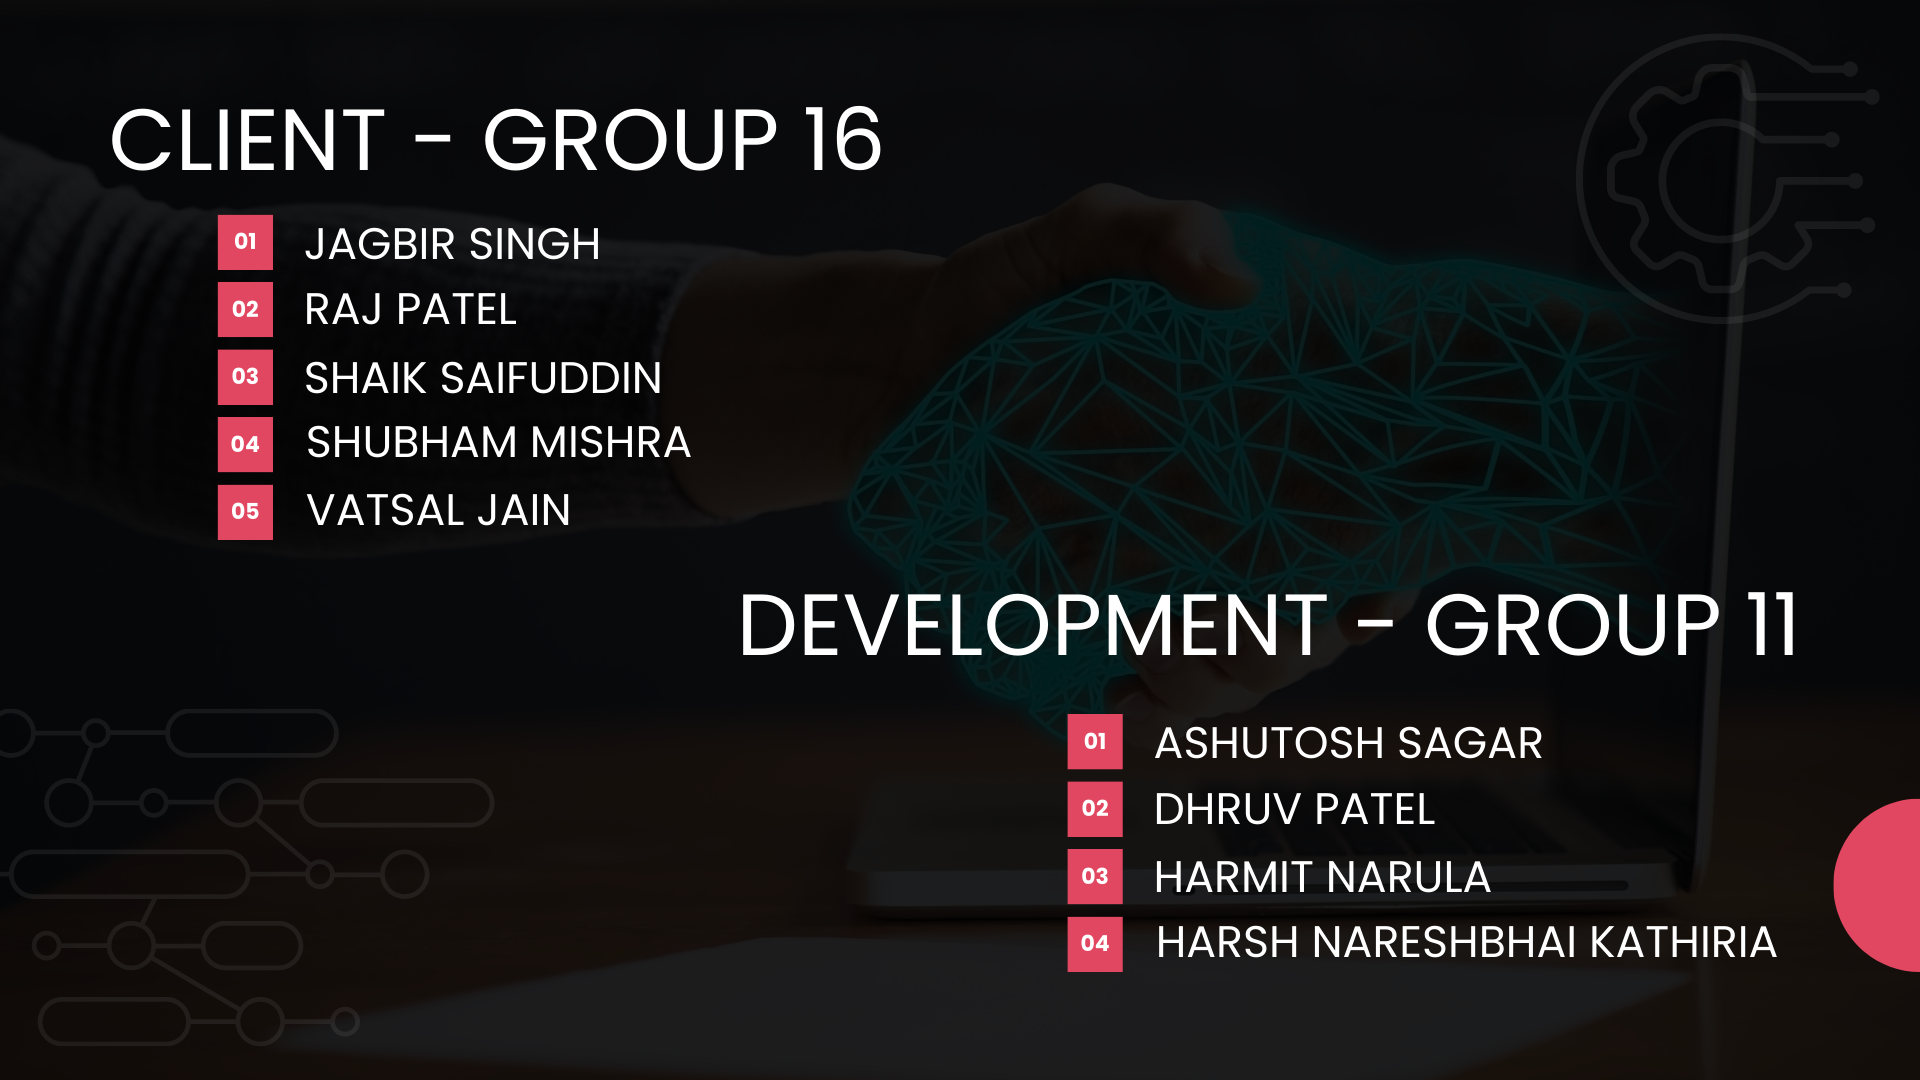 CLIENT - GROUP 16
01 JAGBIR SINGH
02 RAJ PATEL
03 SHAIK SAIFUDDIN
04 SHUBHAM MISHRA
05 VATSAL JAIN
DEVELOPMENT - GROUP 11
01 ASHUTOSH SAGAR
02 DHRUV PATEL
03 HARMIT NARULA
04 HARSH NARESHBHAI KATHIRIA